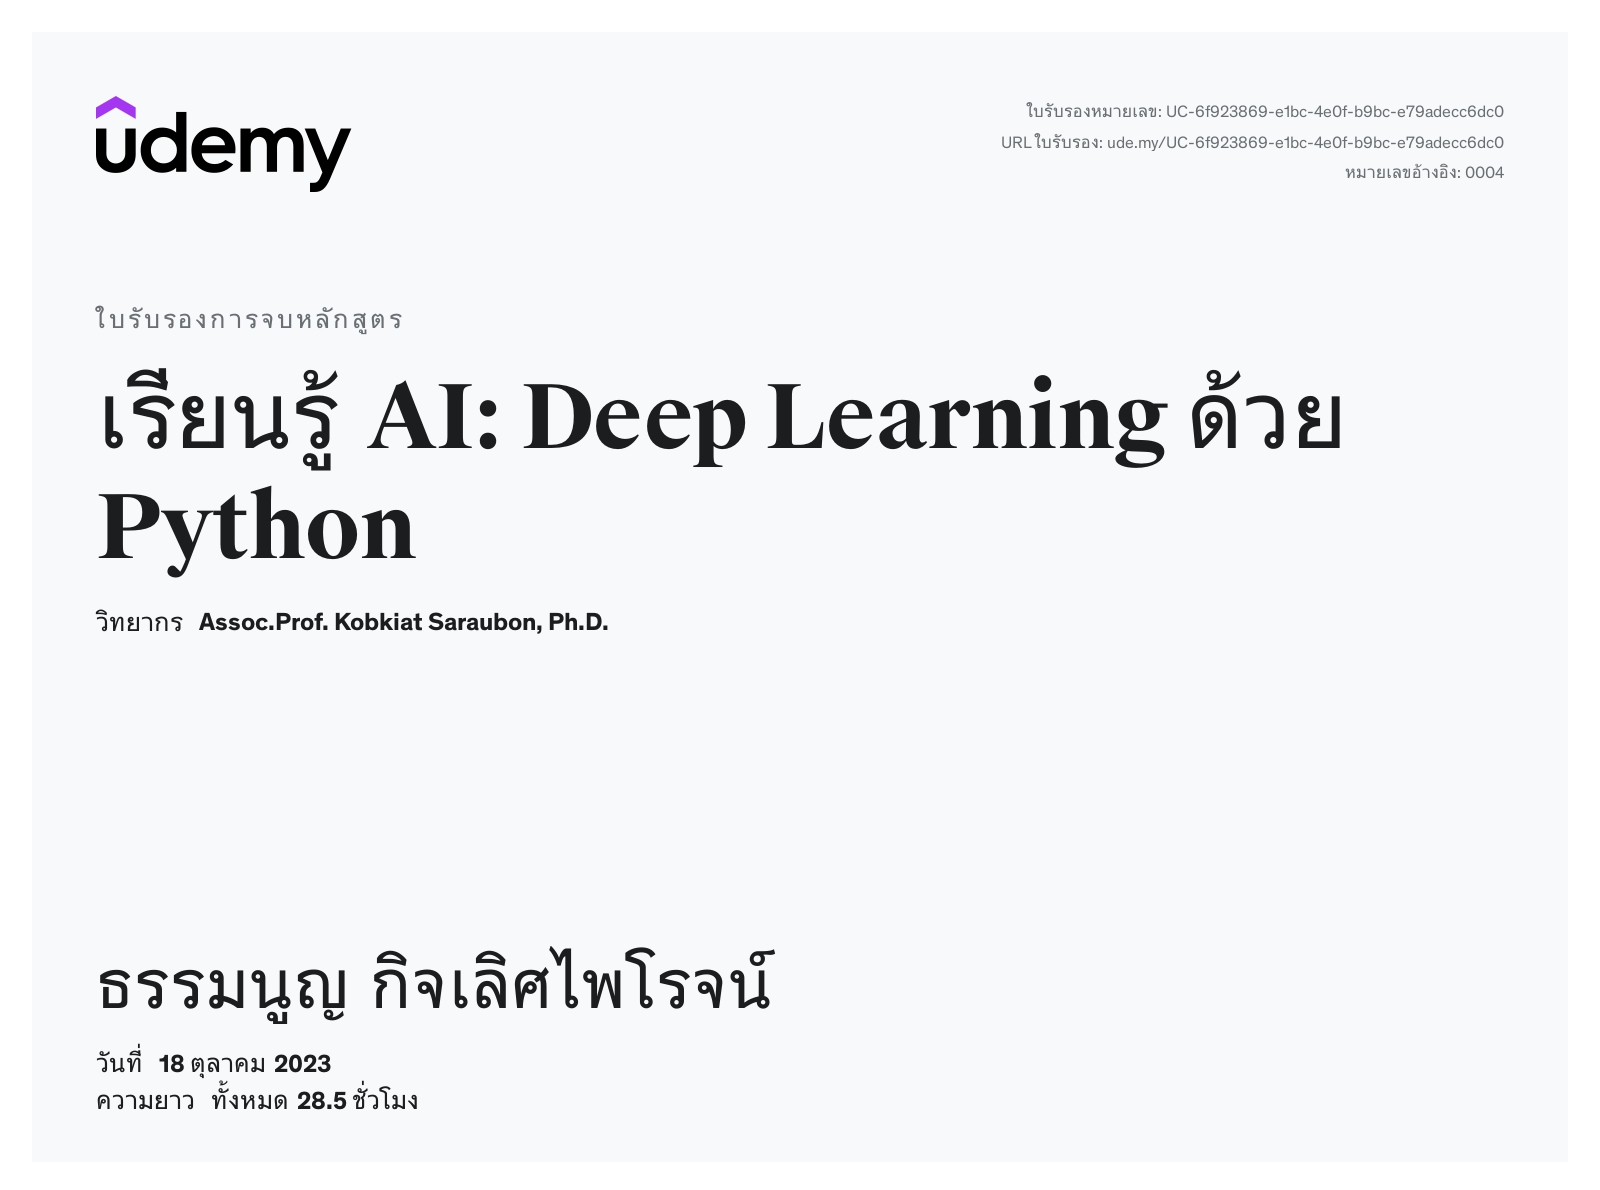 udemy
ใบรับรองหมายเลข: UC-6f923869-e1bc-4e0f-b9bc-e79adecc6dc0
URLใบรับรอง: ude.my/UC-6f923869-e1bc-4e0f-b9bc-e79adecc6dc0
หมายเลขอ้างอิง: 0004
ใบรับรองการจบหลักสูตร
เรียนรู้ AI: Deep Learning ด้วย
Python
วิทยากร Assoc.Prof. Kobkiat Saraubon, Ph.D.
ธรรมนูญ กิจเลิศไพโรจน์
วันที่ 18 ตุลาคม 2023
ความยาว ทั้งหมด 28.5 ชั่วโมง